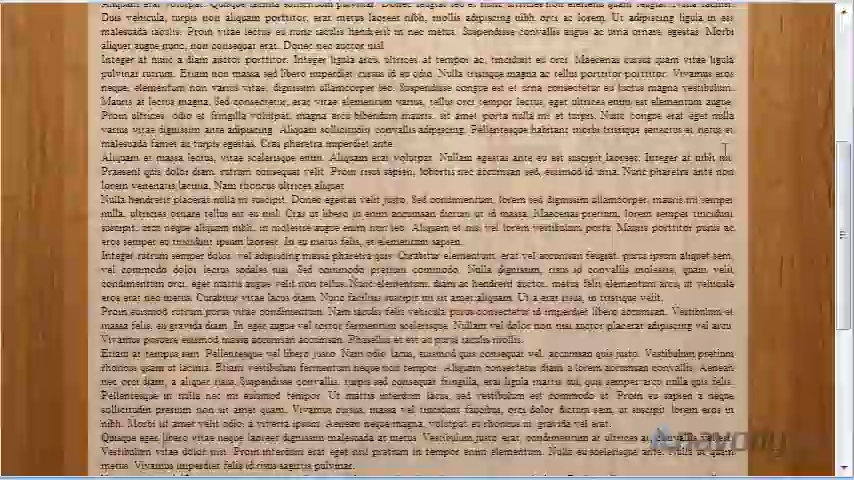 Duis vehicula, turpis non aliquam porttitor, erat metus laoreet nibh, mollis adipiscing nibh orci ac lorem. Ut adipiscing ligula in est
malesuada iaculis. Proin vitae lectus eu nunc iaculis hendrerit in nec metus. Suspendisse convallis augue ac urna ornare egestas. Morbi
aliquet augue nunc, non consequat erat. Donec nec auctor nisl.
Integer at nunc a diam auctor porttitor. Integer ligula arcu, ultrices at tempor ac, tincidunt eu orci. Maecenas cursus quam vitae ligula
pulvinar rutrum. Etiam non massa sed libero imperdiet cursus id eu odio. Nulla tristique magna ac tellus porttitor porttitor. Vivamus eros
neque, elementum non varius vitae, dignissim ullamcorper leo. Suspendisse congue est et urna consectetur eu luctus magna vestibulum.
Mauris at lectus magna. Sed consectetur, erat vitae elementum varius, tellus orci tempor lectus, eget ultrices enim est elementum augue.
Proin ultrices, odio et fringilla volutpat, magna arcu bibendum mauris, sit amet porta nulla mi et turpis. Nunc congue erat eget nulla
varius vitae dignissim ante adipiscing. Aliquam sollicitudin convallis adipiscing. Pellentesque habitant morbi tristique senectus et netus et
malesuada fames ac turpis egestas. Cras pharetra imperdiet ante.
Aliquam et massa lectus, vitae scelerisque enim. Aliquam erat volutpat. Nullam egestas ante eu est suscipit laoreet. Integer at nibh mi.
Praesent quis dolor diam, rutrum consequat velit. Proin risus sapien, lobortis nec accumsan sed, euismod id urna. Nunc pharetra ante non
lorem venenatis lacinia. Nam rhoncus ultricies aliquet.
Nulla hendrerit placerat nulla mi suscipit. Donec egestas velit justo. Sed condimentum, lorem sed dignissim ullamcorper, mauris mi semper
nulla, ultricies ornare tellus est eu nisl. Cras ut libero in enim accumsan dictum ut id massa. Maecenas pretium, lorem semper tincidunt
suscipit, erat neque aliquam nibh, in molestie augue enim non leo. Aliquam et nisi vel lorem vestibulum porta. Mauris porttitor purus ac
eros semper eu tincidunt ipsum laoreet. In eu metus felis, at elementum sapien.
Integer rutrum semper dolor, vel adipiscing massa pharetra quis. Curabitur elementum, erat vel accumsan feugiat, purus ipsum aliquet sem,
vel commodo dolor lectus sodales nisi. Sed commodo pretium commodo. Nulla dignissim, risus id convallis molestie, quam velit
condimentum orci, eget mattis augue velit non tellus. Nunc elementum, diam ac hendrerit auctor, metus felis elementum arcu, ut vehicula
eros erat nec metus. Curabitur vitae lacus diam. Nunc facilisis suscipit mi sit amet aliquam. Ut a erat risus, in tristique velit.
Proin euismod rutrum purus vitae condimentum. Nam iaculis felis vehicula purus consectetur id imperdiet libero accumsan. Vestibulum et
massa felis, eu gravida diam. In eget augue vel tortor fermentum scelerisque. Nullam vel dolor non nisi auctor placerat adipiscing vel arcu.
Vivamus posuere euismod massa accumsan accumsan. Phasellus et est ac purus iaculis mollis.
Etiam at tempus sem. Pellentesque vel libero justo. Nam odio lacus, euismod quis consequat vel, accumsan quis justo. Vestibulum pretium
rhoncus quam ut lacinia. Etiam vestibulum fermentum neque non tempor. Aliquam consectetur diam a lorem accumsan convallis. Aenean
nec orci diam, a aliquet risus. Suspendisse convallis, turpis sed consequat fringilla, erat ligula mattis mi, quis semper arcu nulla quis felis.
Pellentesque in nulla nec mi euismod tempor. Ut mattis interdum lacus, sed vestibulum est commodo ut. Proin eu sapien a neque
sollicitudin pretium non sit amet quam. Vivamus cursus, massa vel tincidunt faucibus, orci dolor dictum sem, ut suscipit lorem eros in
nibh. Morbi sit amet velit odio, a viverra ipsum. Aenean neque magna, volutpat eu rhoncus in, gravida vel erat.
Quisque eget libero vitae neque laoreet dignissim malesuada at metus. Vestibulum justo erat, condimentum at ultrices ac, convallis vel est.
Vestibulum vitae dolor nisi. Proin interdum erat eget nisl pretium in tempor enim elementum. Nulla eu scelerisque ante. Nulla at quam
metus. Vivamus imperdiet felis id risus sagittis pulvinar.